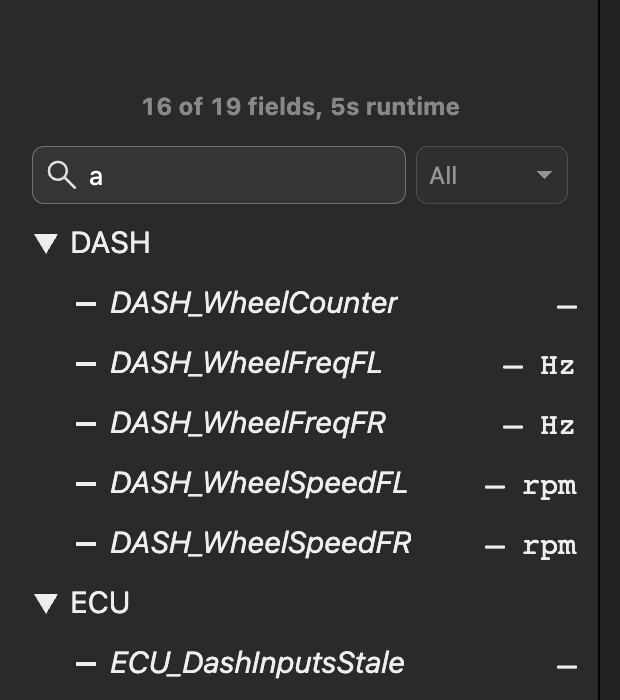 16 of 19 fields, 5s runtime
a All
DASH
DASH_WheelCounter –
DASH_WheelFreqFL – Hz
DASH_WheelFreqFR – Hz
DASH_WheelSpeedFL – rpm
DASH_WheelSpeedFR – rpm
ECU
ECU_DashInputsStale –